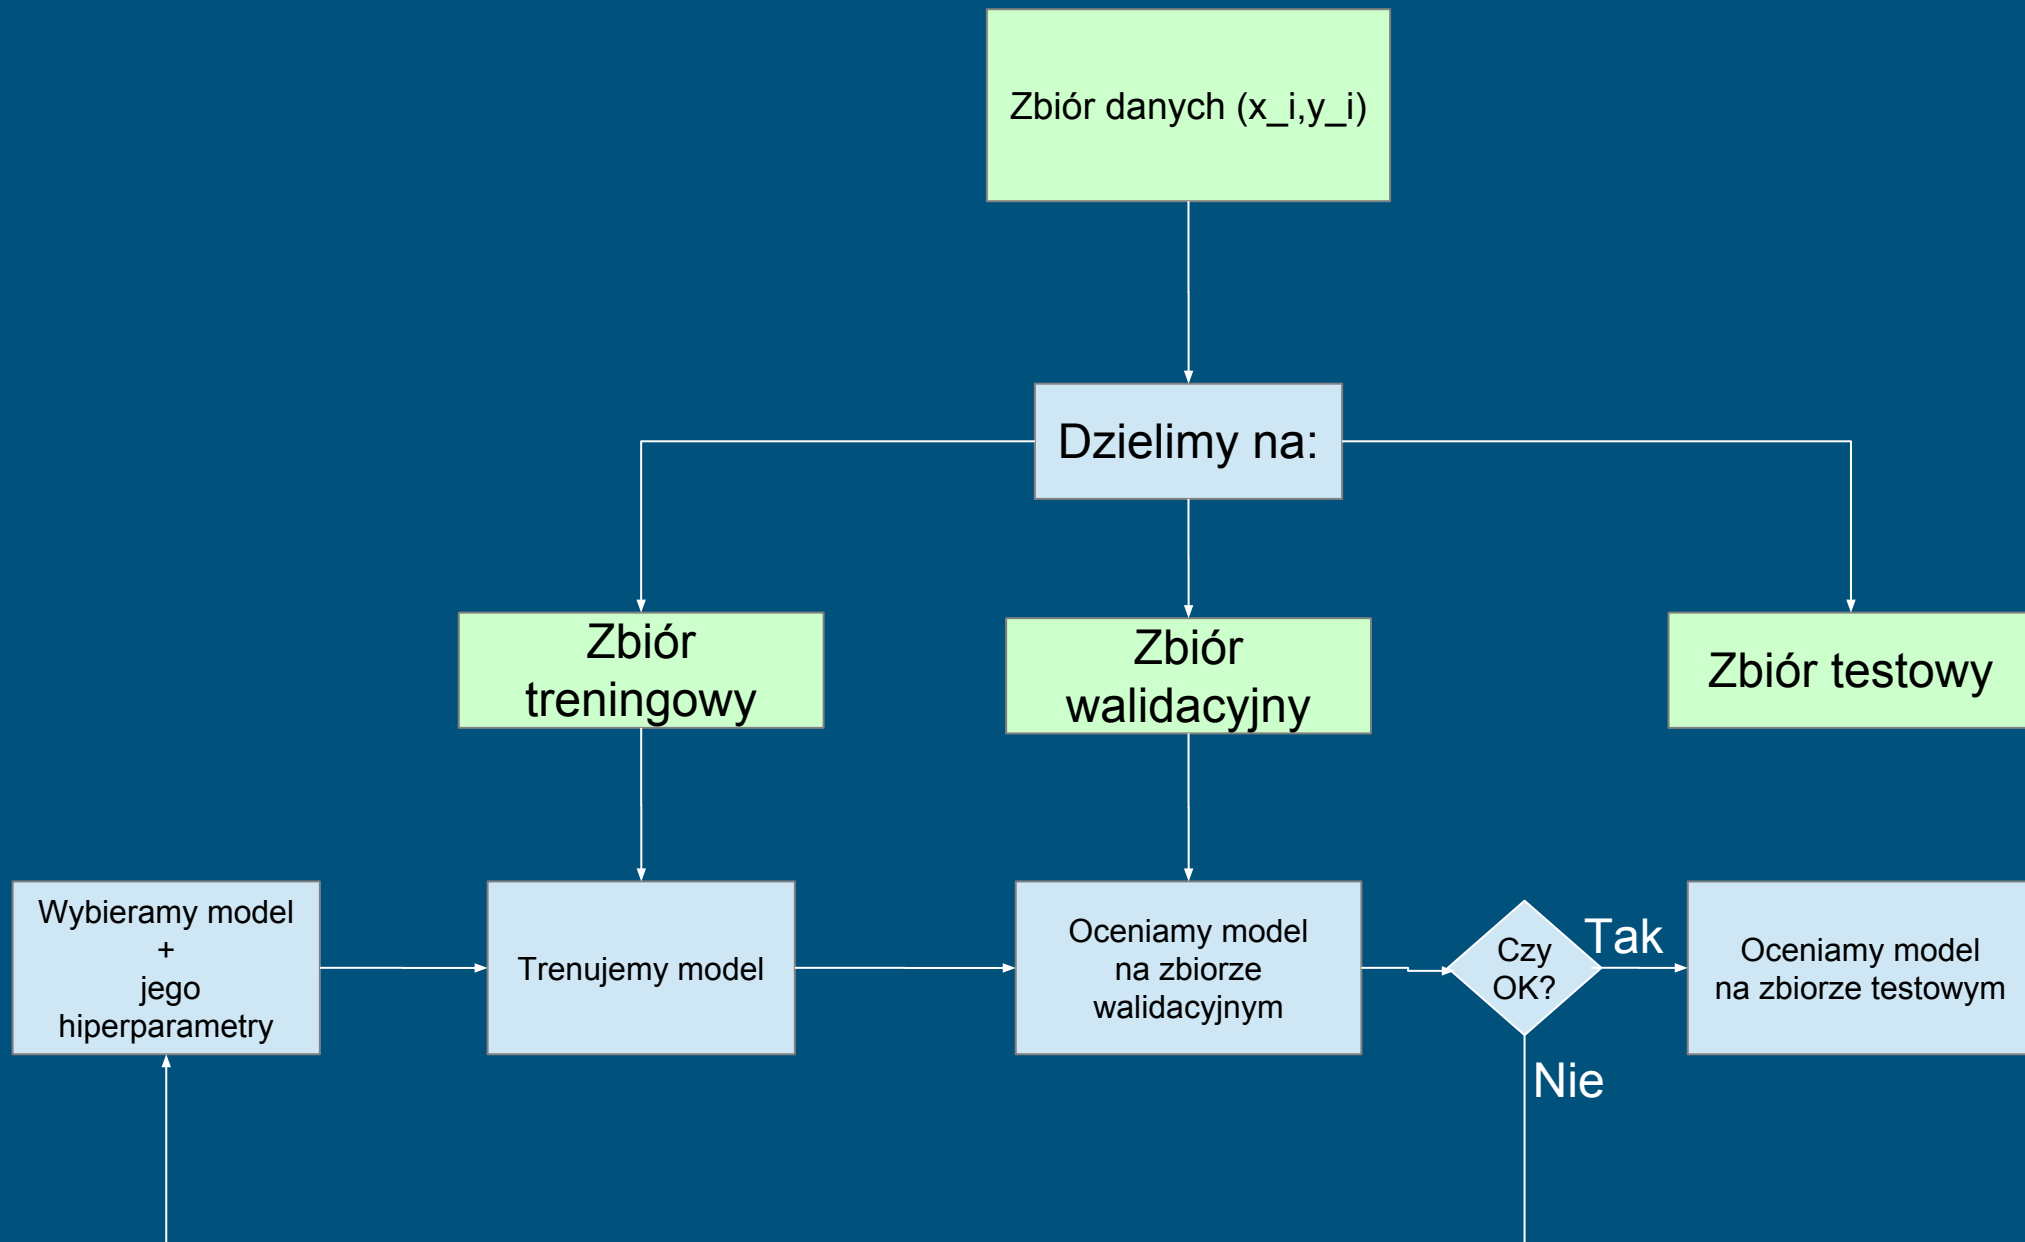 Zbiór danych (x_i,y_i)
Dzielimy na:
Zbiór
treningowy
Zbiór
walidacyjny
Zbiór testowy
Wybieramy model
+
jego
hiperparametry
Trenujemy model
Oceniamy model
na zbiorze
walidacyjnym
Czy
OK?
Tak
Nie
Oceniamy model
na zbiorze testowym